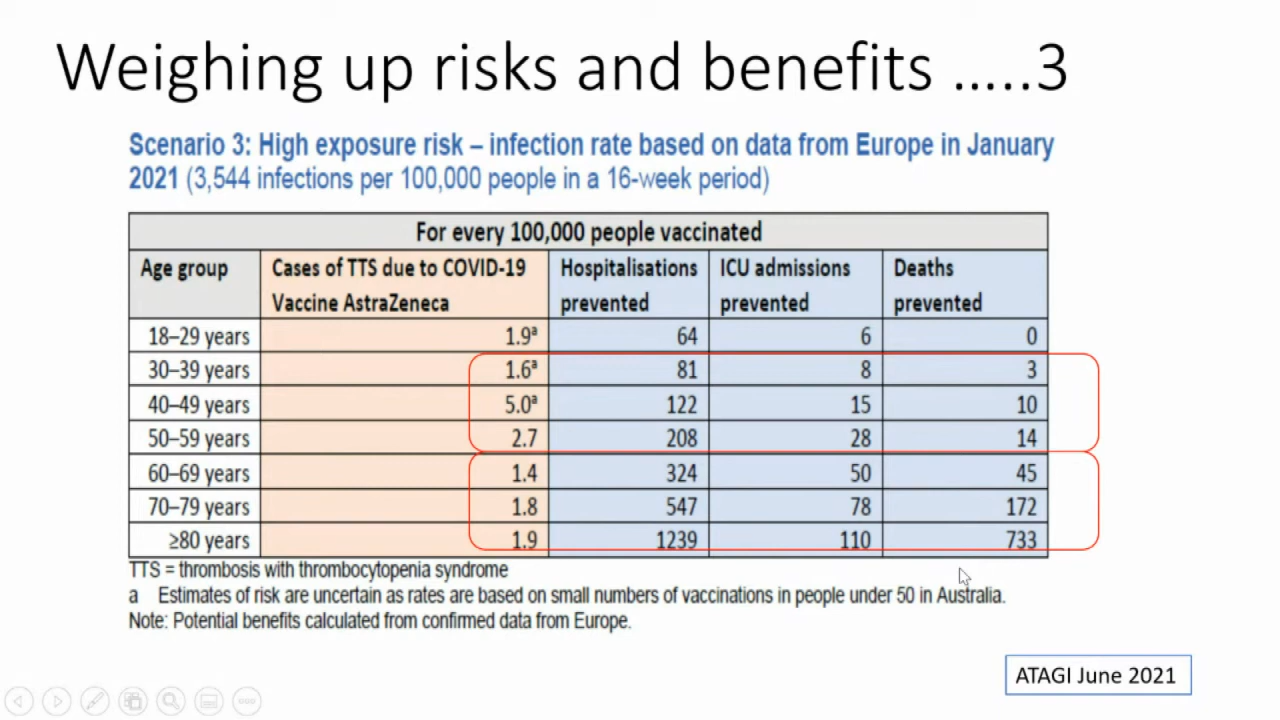 Weighing up risks and benefits .....3
Scenario 3: High exposure risk – infection rate based on data from Europe in January
2021 (3,544 infections per 100,000 people in a 16-week period)
For every 100,000 people vaccinated
Age group Cases of TTS due to COVID-19 Vaccine AstraZeneca Hospitalisations prevented ICU admissions prevented Deaths prevented
18–29 years 1.9ª 64 6 0
30–39 years 1.6ª 81 8 3
40–49 years 5.0ª 122 15 10
50–59 years 2.7 208 28 14
60–69 years 1.4 324 50 45
70–79 years 1.8 547 78 172
≥80 years 1.9 1239 110 733
TTS = thrombosis with thrombocytopenia syndrome
a Estimates of risk are uncertain as rates are based on small numbers of vaccinations in people under 50 in Australia.
Note: Potential benefits calculated from confirmed data from Europe.
ATAGI June 2021